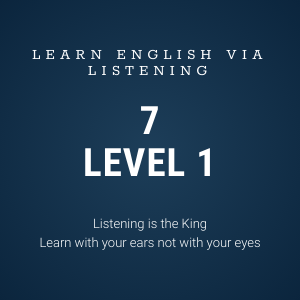 LEARN ENGLISH VIA
LISTENING
7
LEVEL 1
Listening is the King
Learn with your ears not with your eyes